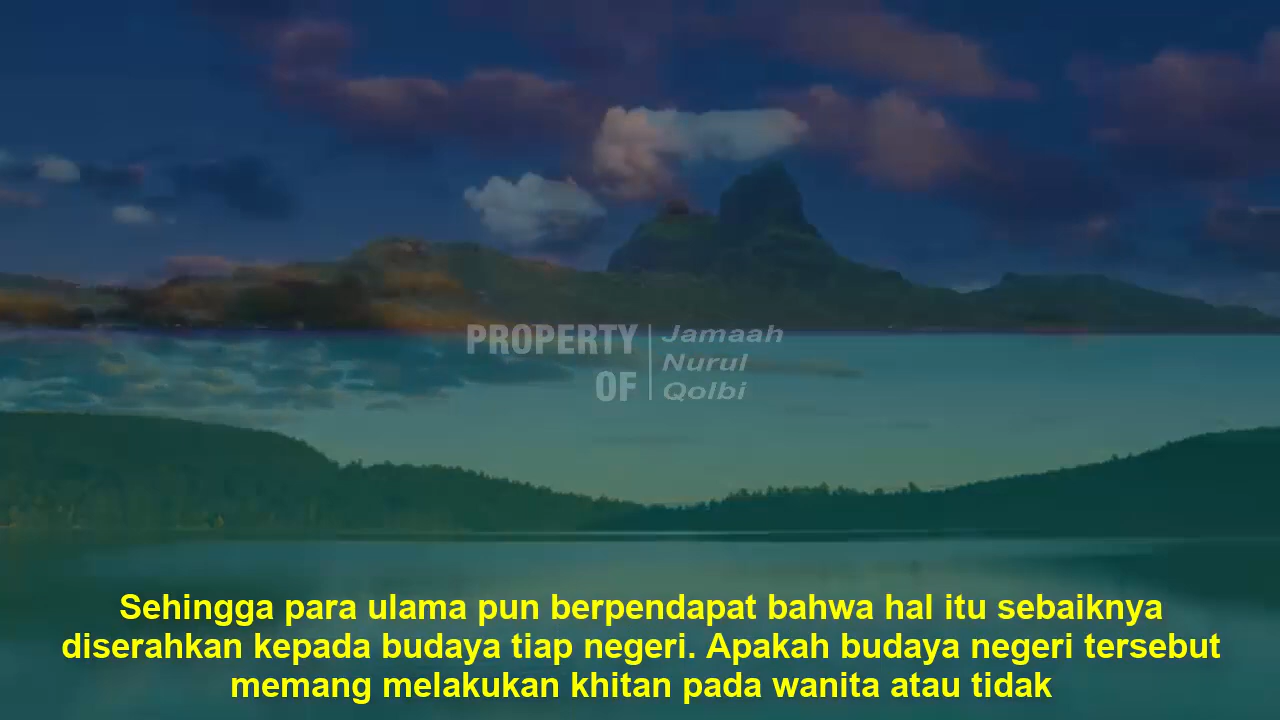 PROPERTY OF
Jamaah
Nurul
Qolbi
Sehingga para ulama pun berpendapat bahwa hal itu sebaiknya
diserahkan kepada budaya tiap negeri. Apakah budaya negeri tersebut
memang melakukan khitan pada wanita atau tidak